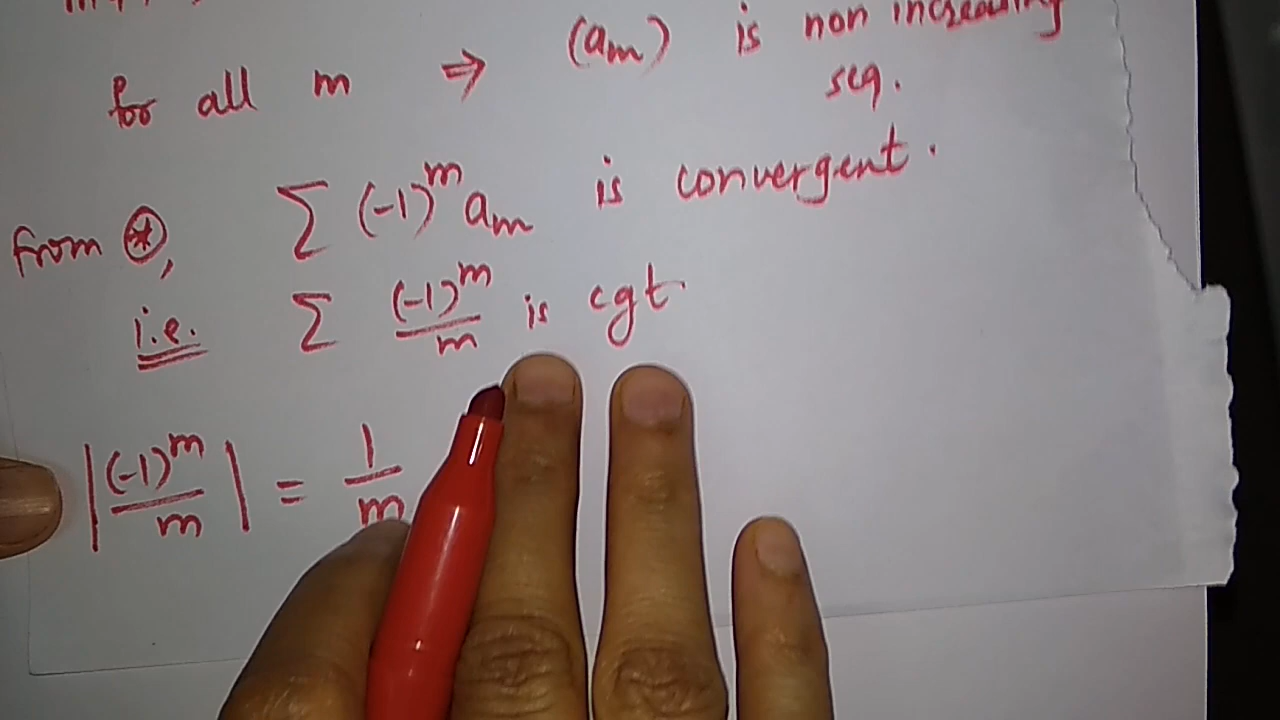 for all m ⇒ (aₘ) is non increasing
seq.
from ⊛, ∑ (-1)^m aₘ is convergent.
i.e. ∑ (-1)^m / m is cgt.
|(-1)^m / m| = 1/m